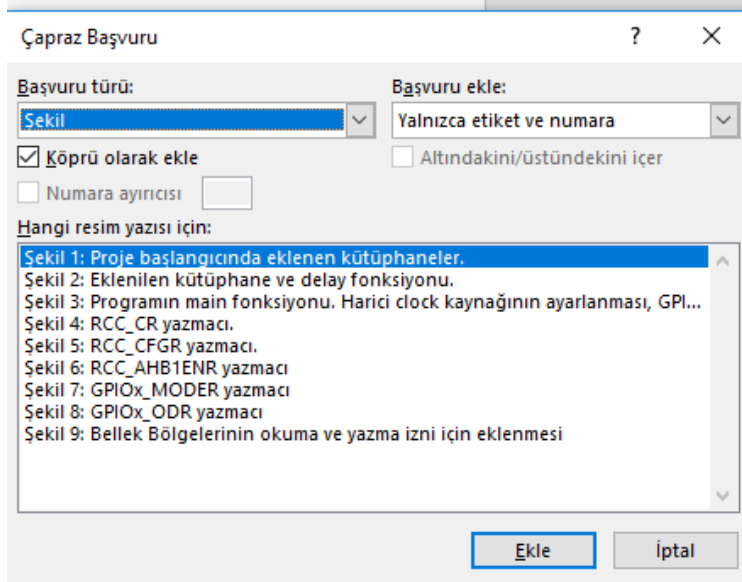 Çapraz Başvuru
Başvuru türü:
Başvuru ekle:
Şekil
Yalnızca etiket ve numara
Köprü olarak ekle
Altındakini/üstündekini içer
Numara ayırıcısı
Hangi resim yazısı için:
Şekil 1: Proje başlangıcında eklenen kütüphaneler.
Şekil 2: Eklenilen kütüphane ve delay fonksiyonu.
Şekil 3: Programın main fonksiyonu. Harici clock kaynağının ayarlanması, GPI...
Şekil 4: RCC_CR yazmacı.
Şekil 5: RCC_CFGR yazmacı.
Şekil 6: RCC_AHB1ENR yazmacı
Şekil 7: GPIOx_MODER yazmacı
Şekil 8: GPIOx_ODR yazmacı
Şekil 9: Bellek Bölgelerinin okuma ve yazma izni için eklenmesi
Ekle
İptal